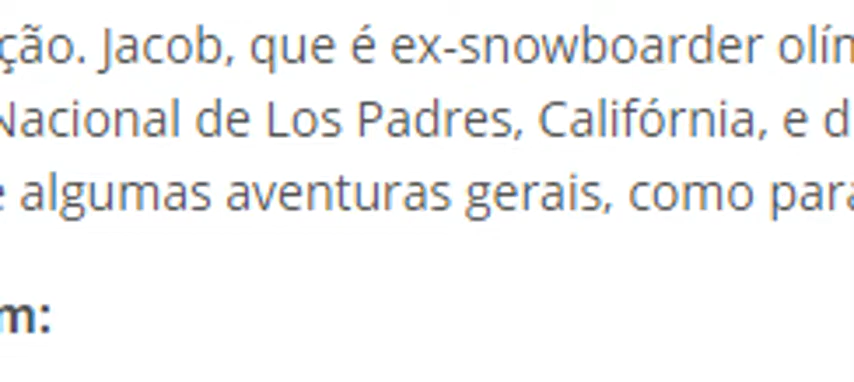 ção. Jacob, que é ex-snowboarder olím
Nacional de Los Padres, Califórnia, e d
e algumas aventuras gerais, como para
m: